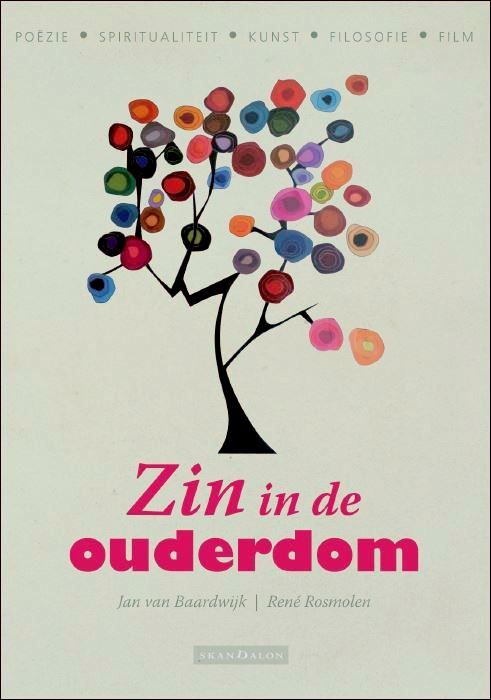 POËZIE • SPIRITUALITEIT • KUNST • FILOSOFIE • FILM
Zin in de
ouderdom
Jan van Baardwijk | René Rosmolen
SKANDALON